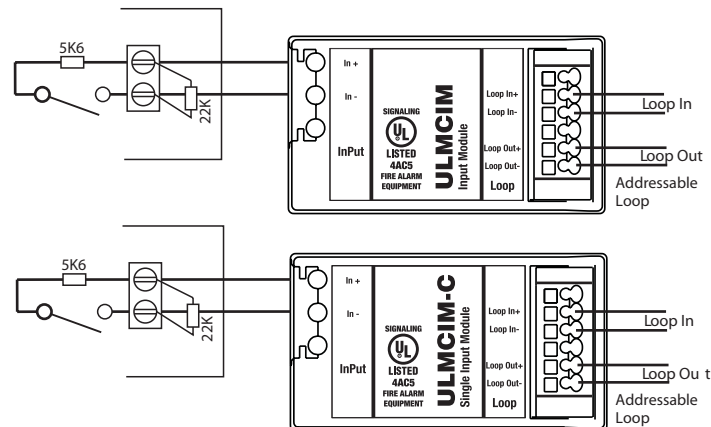 5K6
22K
In +
In -
InPut
SIGNALING
UL
LISTED
4AC5
FIRE ALARM
EQUIPMENT
ULMCIM
Input Module
Loop In+
Loop In-
Loop Out+
Loop Out-
Loop
Loop In
Loop Out
Addressable
Loop
5K6
22K
In +
In -
InPut
SIGNALING
UL
LISTED
4AC5
FIRE ALARM
EQUIPMENT
ULMCIM-C
Single Input Module
Loop In+
Loop In-
Loop Out+
Loop Out-
Loop
Loop In
Loop Ou t
Addressable
Loop